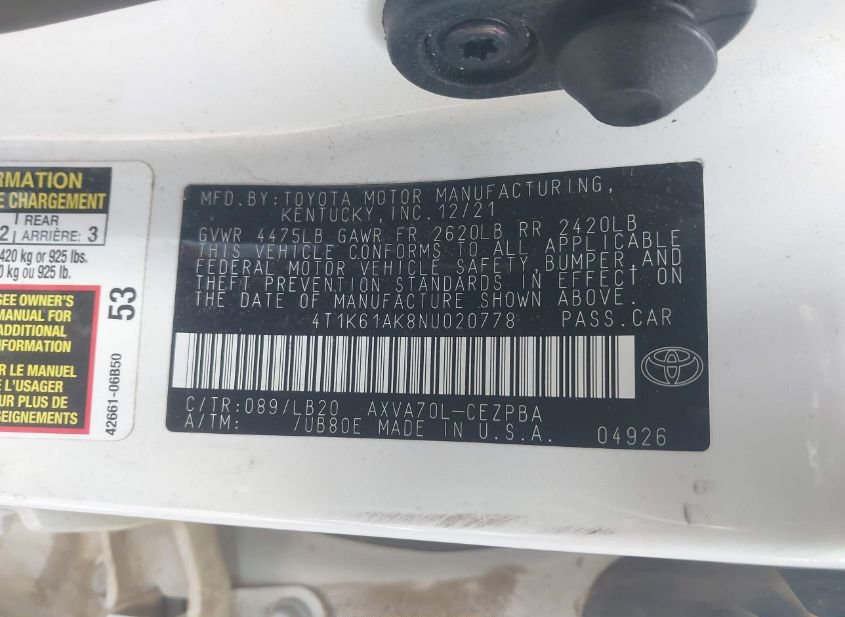 RMATION
E CHARGEMENT
REAR
2 ARRIÈRE: 3
420 kg or 925 lbs.
0 kg ou 925 lb.
SEE OWNER'S
MANUAL FOR
ADDITIONAL
INFORMATION
R LE MANUEL
E L'USAGER
UR PLUS DE
SEIGNEMENTS
53
42661-06B50
MFD.BY:TOYOTA MOTOR MANUFACTURING,
KENTUCKY,INC.12/21
GVWR 4475LB GAWR FR 2620LB RR 2420LB
THIS VEHICLE CONFORMS TO ALL APPLICABLE
FEDERAL MOTOR VEHICLE SAFETY,BUMPER,AND
THEFT PREVENTION STANDARDS IN EFFECT ON
THE DATE OF MANUFACTURE SHOWN ABOVE.
4T1K61AK8NU020778 PASS.CAR
C/TR:089/LB20 AXVA70L-CEZPBA
A/TM: /UB80E MADE IN U.S.A. 04926